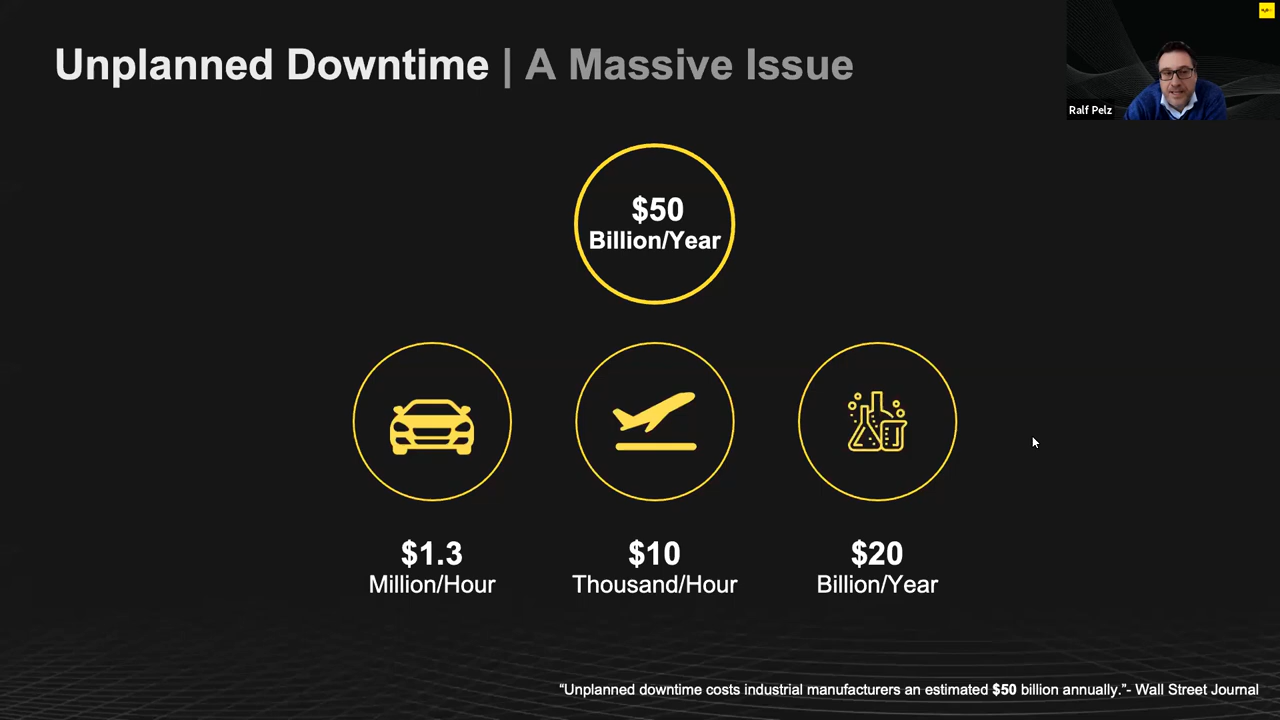 Unplanned Downtime | A Massive Issue
Ralf Pelz
$50
Billion/Year
$1.3
Million/Hour
$10
Thousand/Hour
$20
Billion/Year
“Unplanned downtime costs industrial manufacturers an estimated $50 billion annually.”- Wall Street Journal